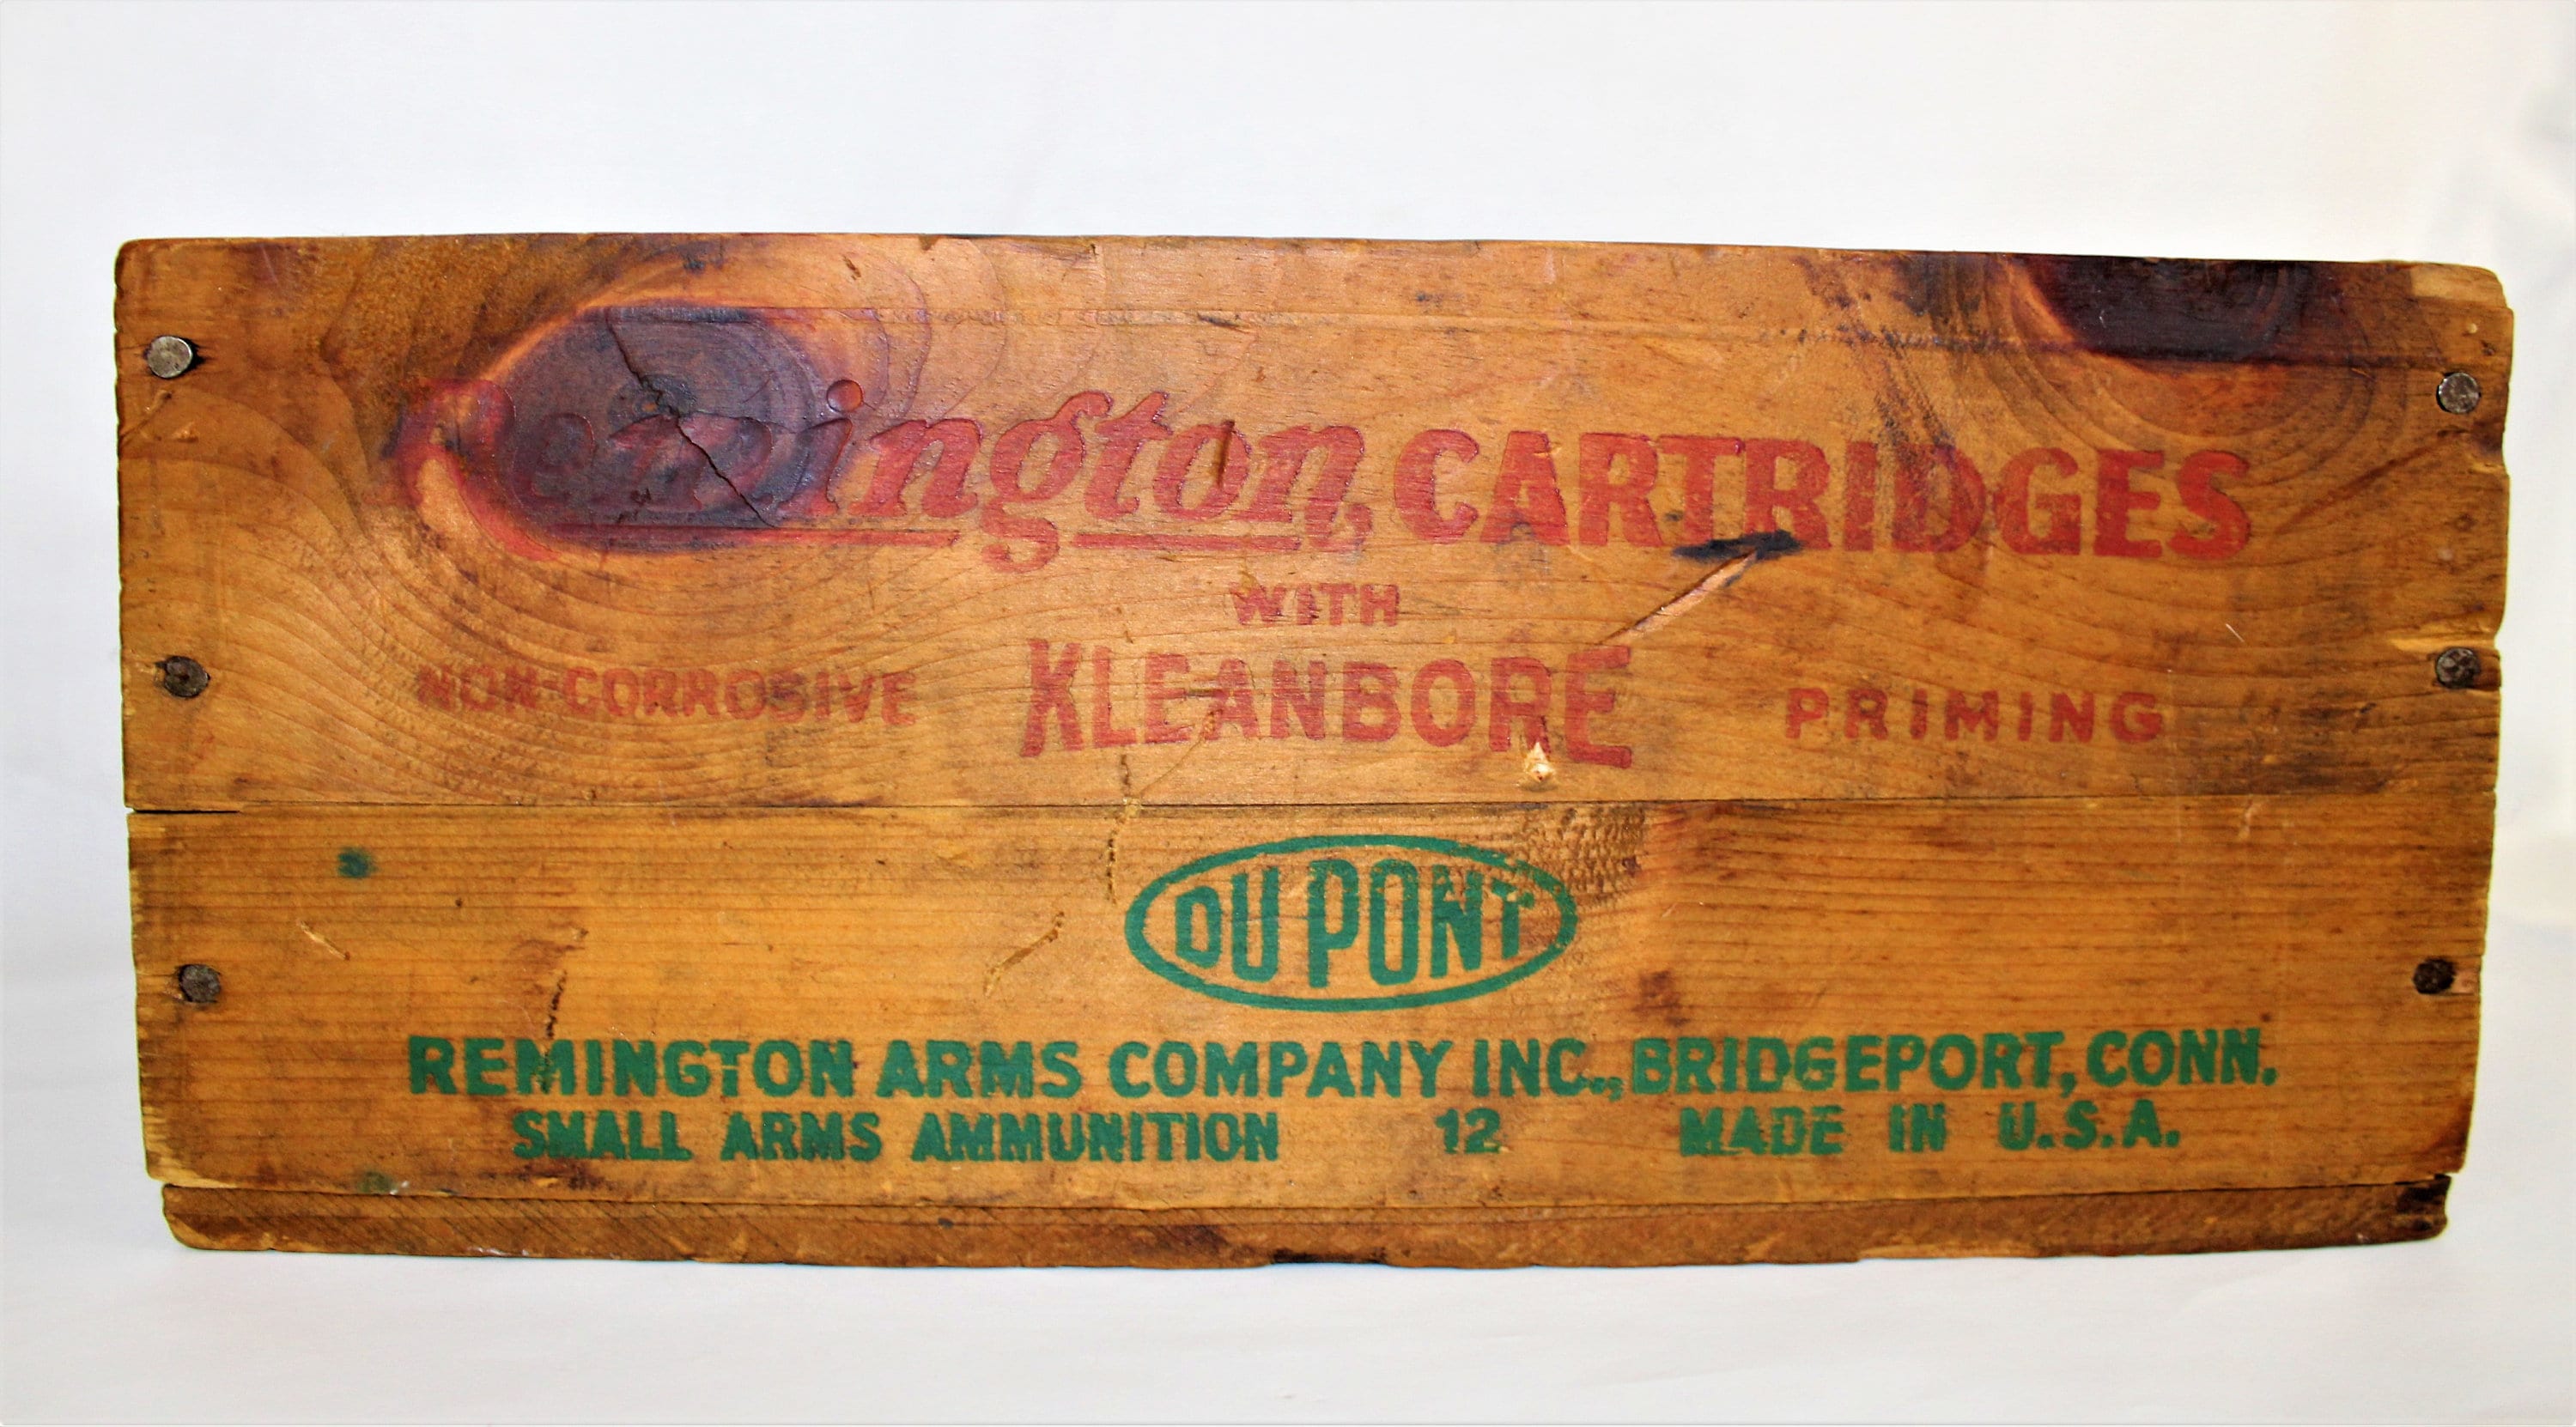 Remington, CARTRIDGES
WITH
NON-CORROSIVE KLEANBORE PRIMING
DU PONT
REMINGTON ARMS COMPANY INC., BRIDGEPORT, CONN.
SMALL ARMS AMMUNITION 12 MADE IN U.S.A.